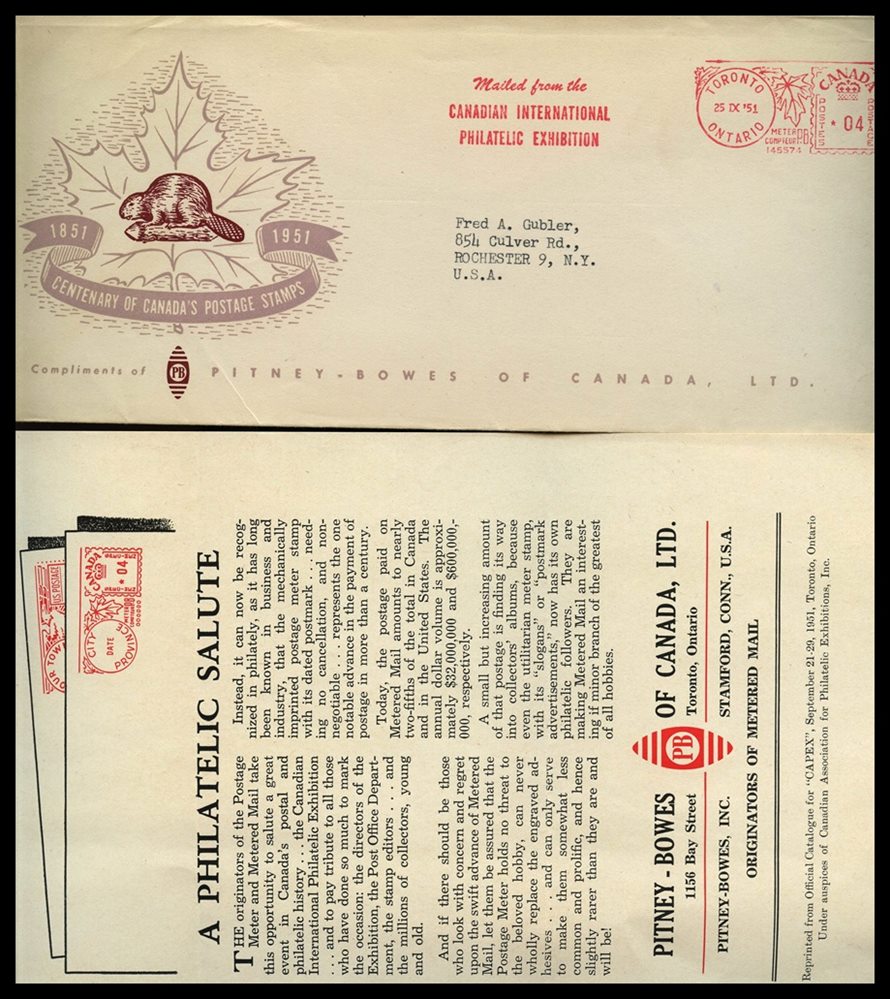 Mailed from the
CANADIAN INTERNATIONAL
PHILATELIC EXHIBITION
TORONTO
25 IX '51
ONTARIO
CANADA
POSTES
POSTAGE
* 04
METER PB
COMPTEUR
145574
Fred A. Gubler,
854 Culver Rd.,
ROCHESTER 9, N.Y.
U.S.A.
1851
1951
CENTENARY OF CANADA'S POSTAGE STAMPS
Compliments of PB PITNEY-BOWES OF CANADA, LTD.
OUR TOWN
US POSTAGE
CITY
DATE
PROVINCE
CANADA
* 04
000000
A PHILATELIC SALUTE
THE originators of the Postage
Meter and Metered Mail take
this opportunity to salute a great
event in Canada's postal and
philatelic history . . . the Canadian
International Philatelic Exhibition
. . . and to pay tribute to all those
who have done so much to mark
the occasion: the directors of the
Exhibition, the Post Office Depart-
ment, the stamp editors . . . . and
the millions of collectors, young
and old.
And if there should be those
who look with concern and regret
upon the swift advance of Metered
Mail, let them be assured that the
Postage Meter holds no threat to
the beloved hobby, can never
wholly replace the engraved ad-
hesives . . . . and can only serve
to make them somewhat less
common and prolific, and hence
slightly rarer than they are and
will be!
Instead, it can now be recog-
nized in philately, as it has long
been known in business and
industry, that the mechanically
imprinted postage meter stamp
with its dated postmark . . . need-
ing no cancellation, and non-
negotiable . . . . represents the one
notable advance in the payment of
postage in more than a century.
Today, the postage paid on
Metered Mail amounts to nearly
two-fifths of the total in Canada
and in the United States. The
annual dollar volume is approxi-
mately $32,000,000 and $600,000,-
000, respectively.
A small but increasing amount
of that postage is finding its way
into collectors' albums, because
even the utilitarian meter stamp,
with its "slogans" or "postmark
advertisements," now has its own
philatelic followers. They are
making Metered Mail an interest-
ing if minor branch of the greatest
of all hobbies.
PITNEY-BOWES PB OF CANADA, LTD.
1156 Bay Street Toronto, Ontario
PITNEY-BOWES, INC. STAMFORD, CONN., U.S.A.
ORIGINATORS OF METERED MAIL
Reprinted from Official Catalogue for "CAPEX", September 21-29, 1951, Toronto, Ontario
Under auspices of Canadian Association for Philatelic Exhibitions, Inc.